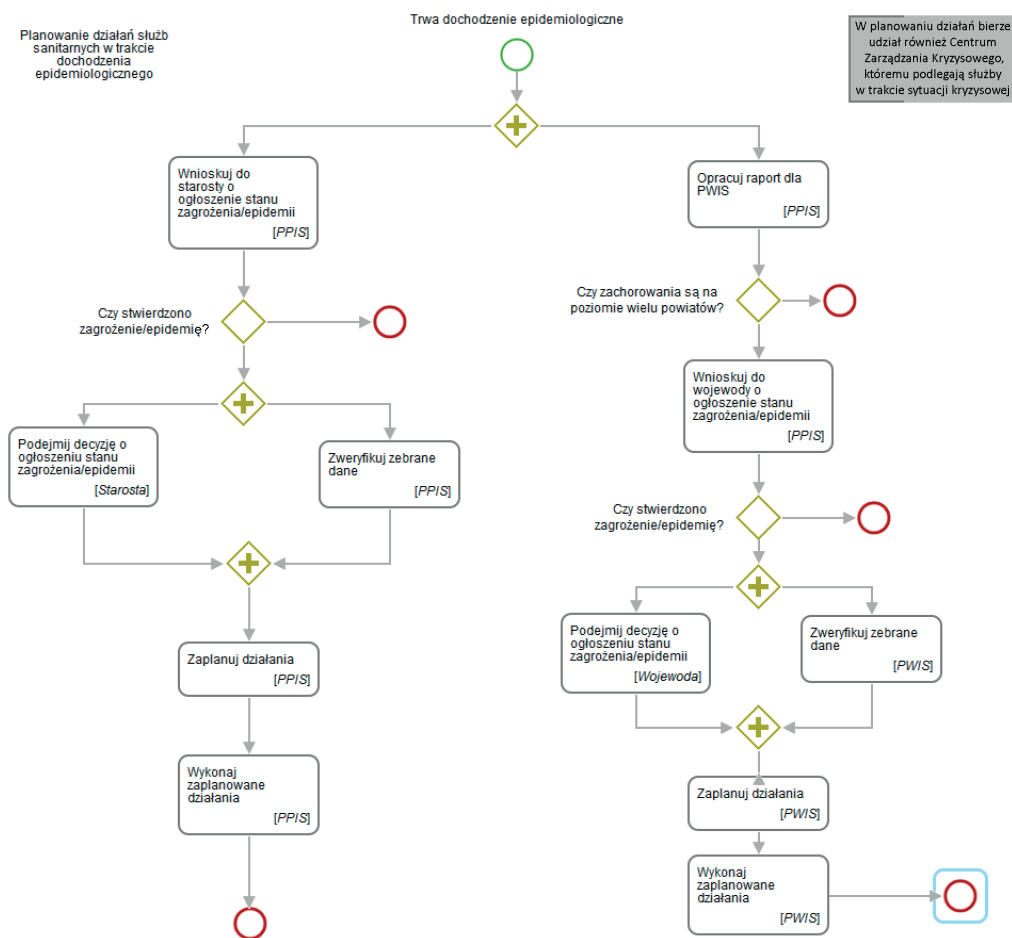 Planowanie działań służb
sanitarnych w trakcie
dochodzenia
epidemiologicznego
Trwa dochodzenie epidemiologiczne
W planowaniu działań bierze
udział również Centrum
Zarządzania Kryzysowego,
któremu podlegają służby
w trakcie sytuacji kryzysowej
Wnioskuj do
starosty o
ogłoszenie stanu
zagrożenia/epidemii
[PPIS]
Czy stwierdzono
zagrożenie/epidemię?
Podejmij decyzję o
ogłoszeniu stanu
zagrożenia/epidemii
[Starosta]
Zweryfikuj zebrane
dane
[PPIS]
Zaplanuj działania
[PPIS]
Wykonaj
zaplanowane
działania
[PPIS]
Opracuj raport dla
PWIS
[PPIS]
Czy zachorowania są na
poziomie wielu powiatów?
Wnioskuj do
wojewody o
ogłoszenie stanu
zagrożenia/epidemii
[PPIS]
Czy stwierdzono
zagrożenie/epidemię?
Podejmij decyzję o
ogłoszeniu stanu
zagrożenia/epidemii
[Wojewoda]
Zweryfikuj zebrane
dane
[PWIS]
Zaplanuj działania
[PWIS]
Wykonaj
zaplanowane
działania
[PWIS]